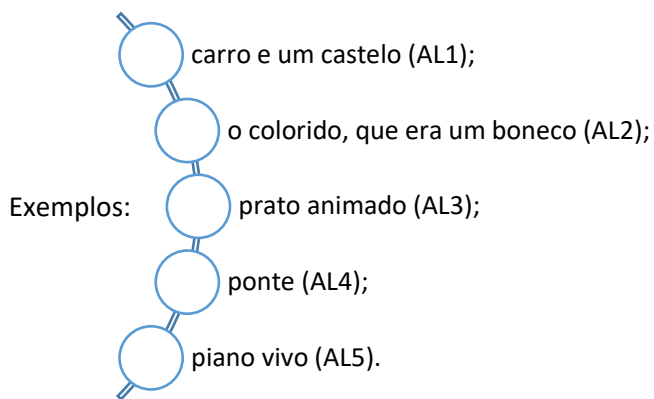 carro e um castelo (AL1);
o colorido, que era um boneco (AL2);
Exemplos:
prato animado (AL3);
ponte (AL4);
piano vivo (AL5).